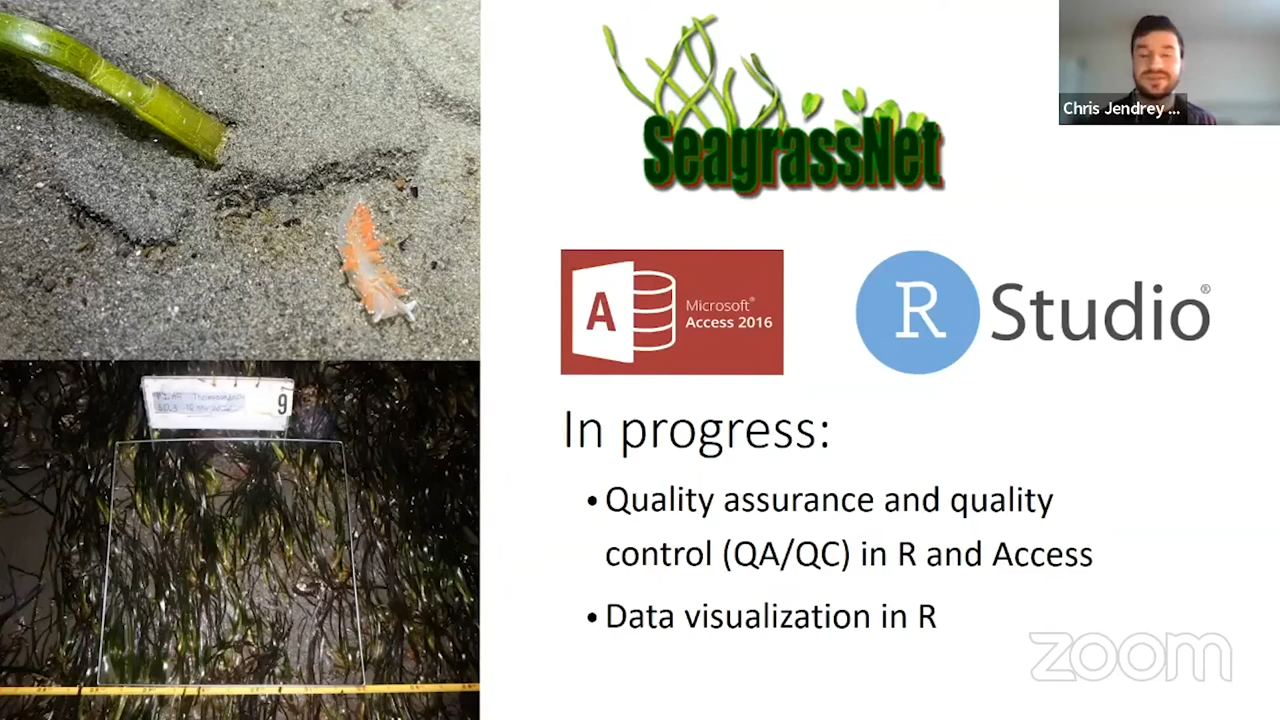 SeagrassNet
Chris Jendrey ...
A
Microsoft®
Access 2016
R Studio®
In progress:
• Quality assurance and quality
control (QA/QC) in R and Access
• Data visualization in R
9
zoom